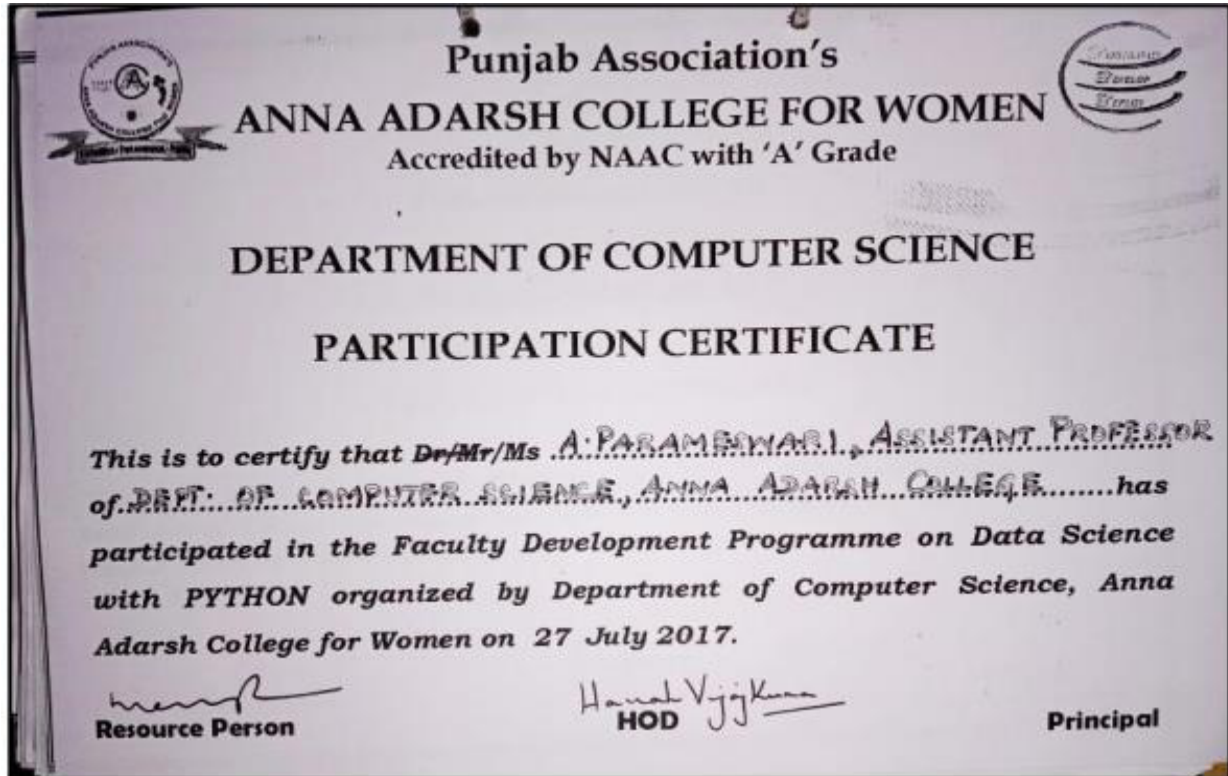 Punjab Association's
ANNA ADARSH COLLEGE FOR WOMEN
Accredited by NAAC with 'A' Grade
DEPARTMENT OF COMPUTER SCIENCE
PARTICIPATION CERTIFICATE
This is to certify that Dr/Mr/Ms A. PARAMESWARI, ASSISTANT PROFESSOR
of DEPT: OF COMPUTER SCIENCE, ANNA ADARSH COLLEGE has
participated in the Faculty Development Programme on Data Science
with PYTHON organized by Department of Computer Science, Anna
Adarsh College for Women on 27 July 2017.
Hannah Vijaykumar
Resource Person HOD Principal